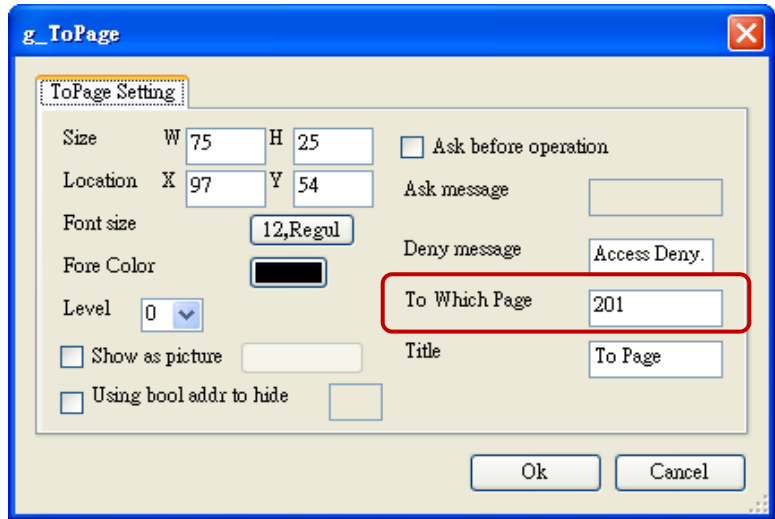 g_ToPage
ToPage Setting
Size W 75 H 25
Location X 97 Y 54
Font size 12,Regul
Fore Color
Level 0
Show as picture
Using bool addr to hide
Ask before operation
Ask message
Deny message Access Deny.
To Which Page 201
Title To Page
Ok Cancel